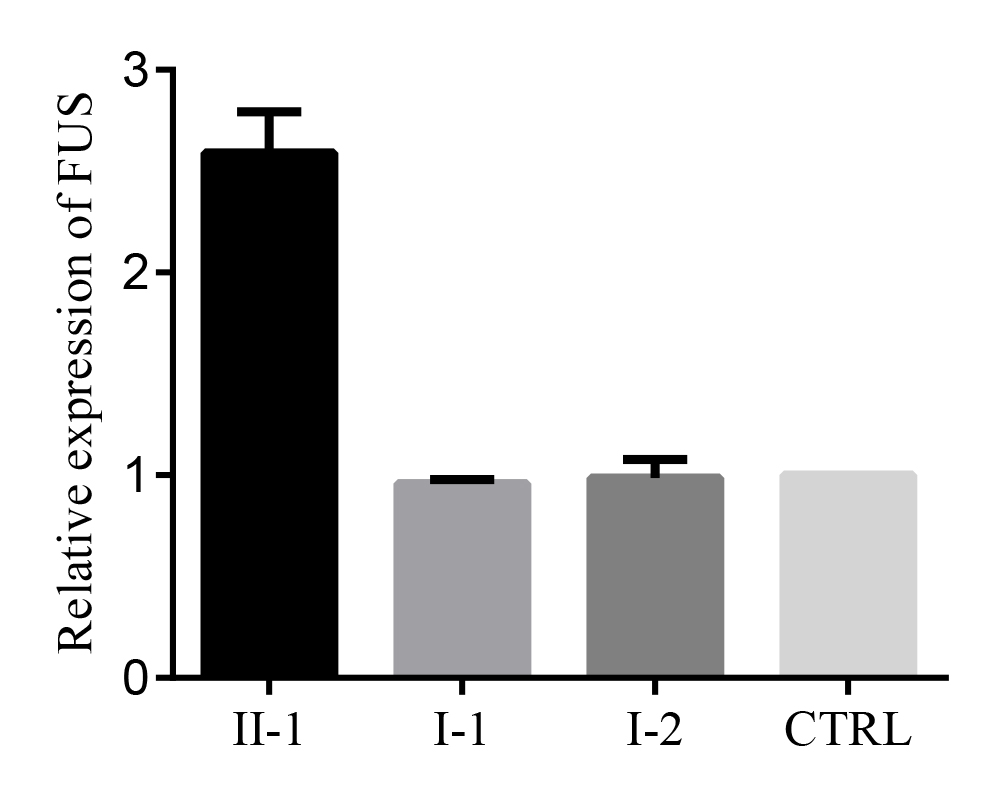 Relative expression of FUS
3
2
1
0
II-1
I-1
I-2
CTRL